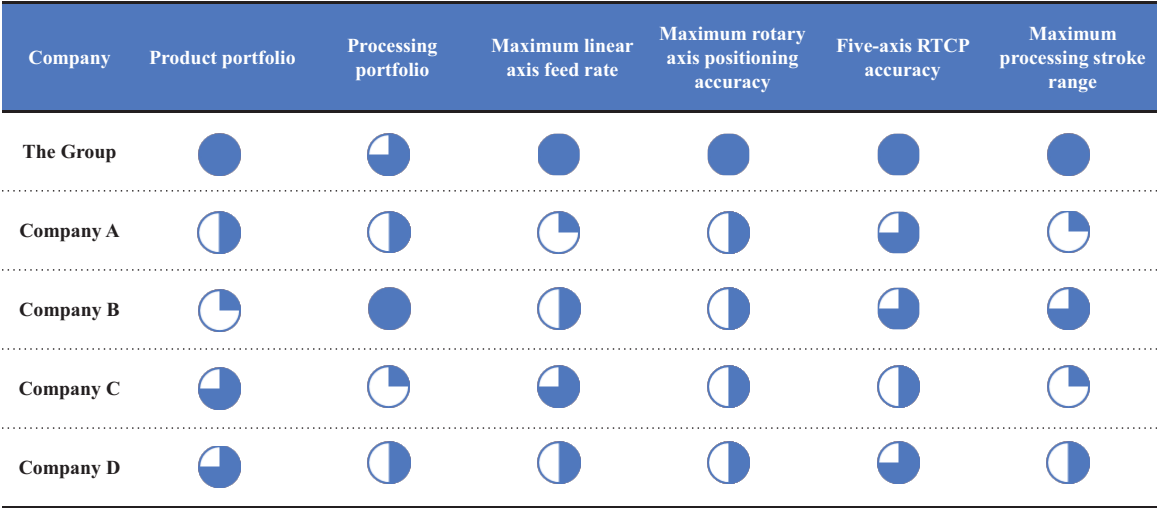 Company
Product portfolio
Processing
portfolio
Maximum linear
axis feed rate
Maximum rotary
axis positioning
accuracy
Five-axis RTCP
accuracy
Maximum
processing stroke
range
The Group
Company A
Company B
Company C
Company D